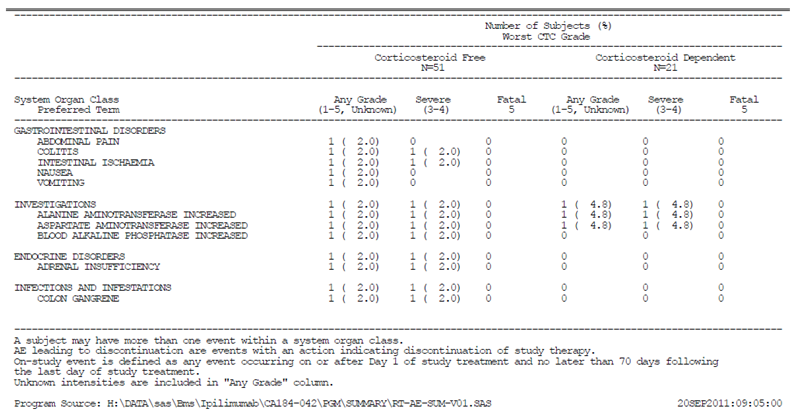 Number of Subjects (%)
Worst CTC Grade
Corticosteroid Free Corticosteroid Dependent
N=51 N=21
System Organ Class Any Grade Severe Fatal Any Grade Severe Fatal
Preferred Term (1-5, Unknown) (3-4) 5 (1-5, Unknown) (3-4) 5
GASTROINTESTINAL DISORDERS
ABDOMINAL PAIN 1 ( 2.0) 0 0 0 0 0
COLITIS 1 ( 2.0) 1 ( 2.0) 0 0 0 0
INTESTINAL ISCHAEMIA 1 ( 2.0) 1 ( 2.0) 0 0 0 0
NAUSEA 1 ( 2.0) 0 0 0 0 0
VOMITING 1 ( 2.0) 0 0 0 0 0
INVESTIGATIONS 1 ( 2.0) 1 ( 2.0) 0 1 ( 4.8) 1 ( 4.8) 0
ALANINE AMINOTRANSFERASE INCREASED 1 ( 2.0) 1 ( 2.0) 0 1 ( 4.8) 1 ( 4.8) 0
ASPARTATE AMINOTRANSFERASE INCREASED 1 ( 2.0) 1 ( 2.0) 0 1 ( 4.8) 1 ( 4.8) 0
BLOOD ALKALINE PHOSPHATASE INCREASED 1 ( 2.0) 1 ( 2.0) 0 0 0 0
ENDOCRINE DISORDERS 1 ( 2.0) 1 ( 2.0) 0 0 0 0
ADRENAL INSUFFICIENCY 1 ( 2.0) 1 ( 2.0) 0 0 0 0
INFECTIONS AND INFESTATIONS 1 ( 2.0) 1 ( 2.0) 0 0 0 0
COLON GANGRENE 1 ( 2.0) 1 ( 2.0) 0 0 0 0
A subject may have more than one event within a system organ class.
AE leading to discontinuation are events with an action indicating discontinuation of study therapy.
On-study event is defined as any event occurring on or after Day 1 of study treatment and no later than 70 days following
the last day of study treatment.
Unknown intensities are included in "Any Grade" column.
Program Source: H:\DATA\sas\Bms\Ipilimumab\CA184-042\PGM\SUMMARY\RT-AE-SUM-V01.SAS 20SEP2011:09:05:00